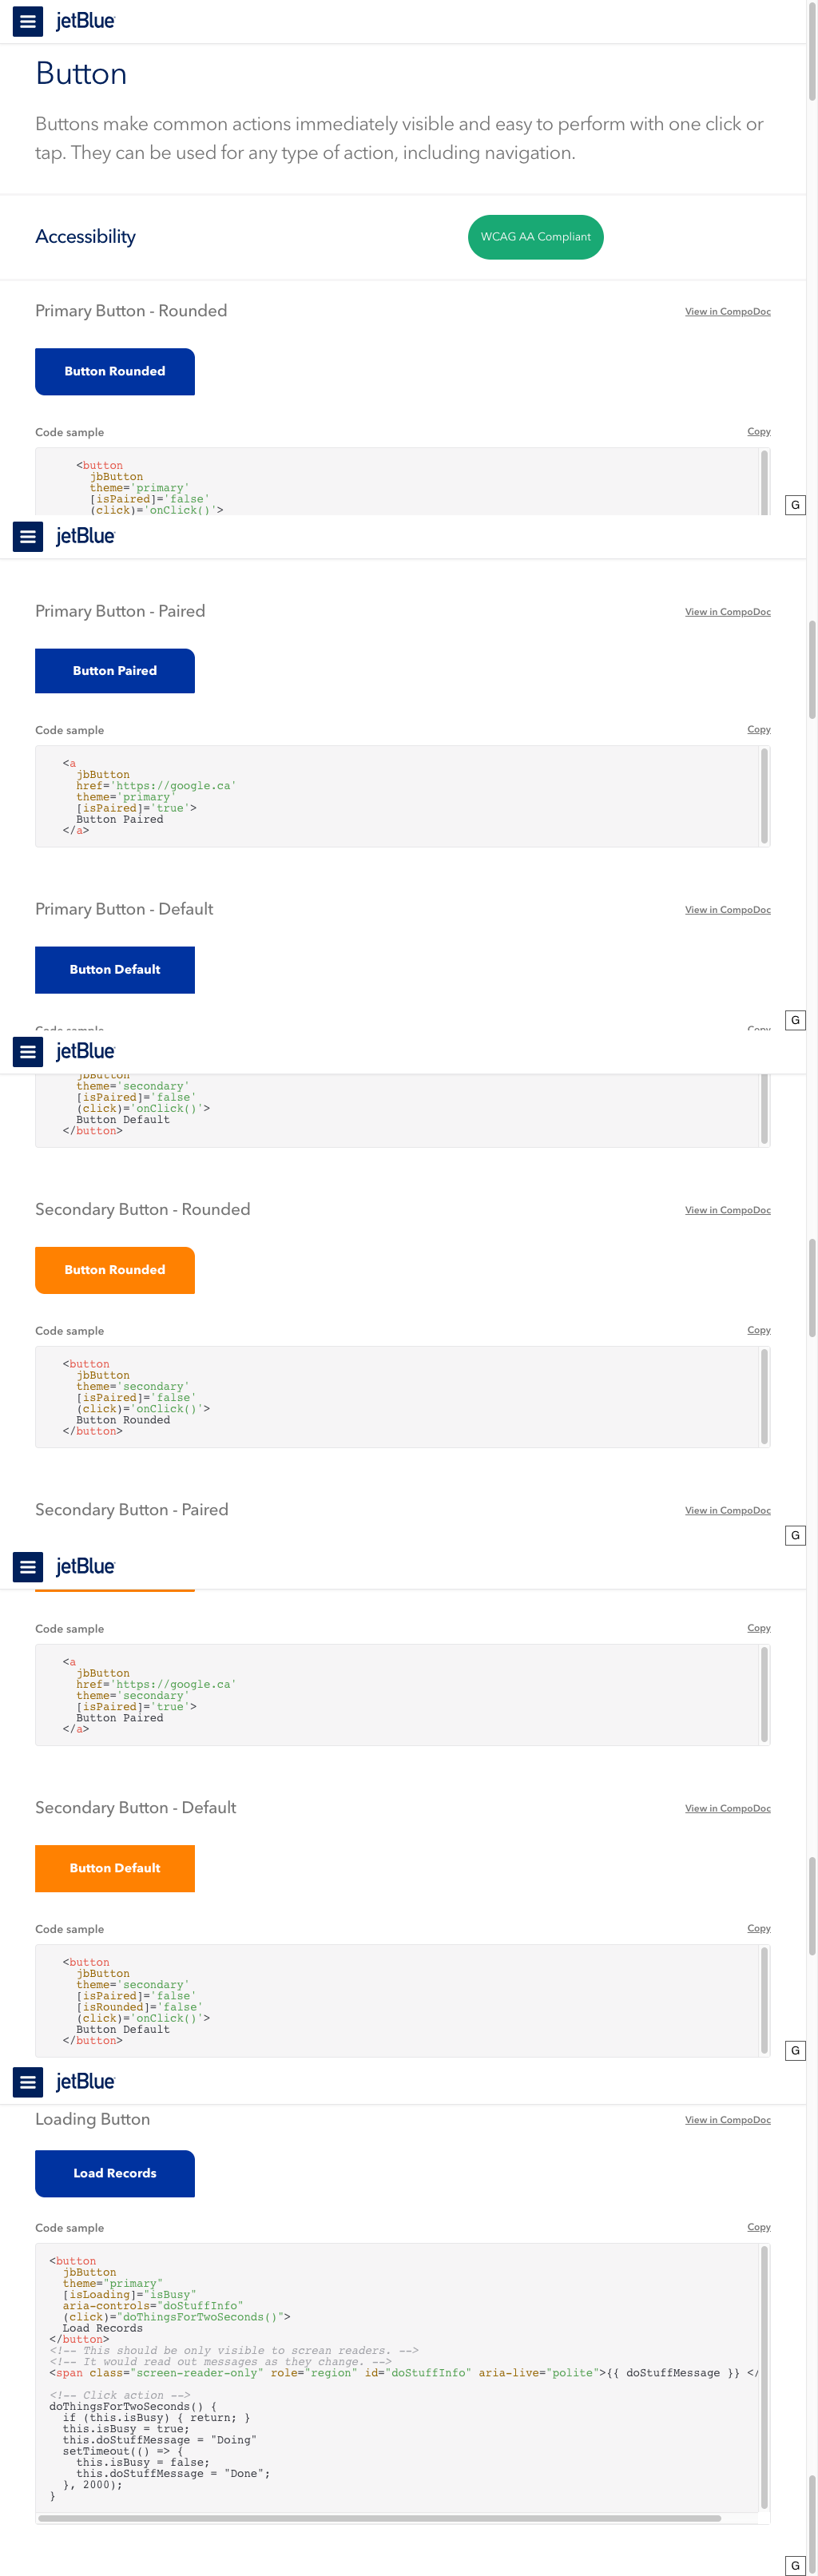 jetBlue
Button
Buttons make common actions immediately visible and easy to perform with one click or
tap. They can be used for any type of action, including navigation.
Accessibility
WCAG AA Compliant
Primary Button - Rounded
View in CompoDoc
Button Rounded
Code sample
Copy
<button
jbButton
theme='primary'
[isPaired]='false'
(click)='onClick()'>
G
jetBlue
Primary Button - Paired
View in CompoDoc
Button Paired
Code sample
Copy
<a
jbButton
href='https://google.ca'
theme='primary'
[isPaired]='true'>
Button Paired
</a>
Primary Button - Default
View in CompoDoc
Button Default
Code sample
Copy
G
jetBlue
jbButton
theme='secondary'
[isPaired]='false'
(click)='onClick()'>
Button Default
</button>
Secondary Button - Rounded
View in CompoDoc
Button Rounded
Code sample
Copy
<button
jbButton
theme='secondary'
[isPaired]='false'
(click)='onClick()'>
Button Rounded
</button>
Secondary Button - Paired
View in CompoDoc
G
jetBlue
Code sample
Copy
<a
jbButton
href='https://google.ca'
theme='secondary'
[isPaired]='true'>
Button Paired
</a>
Secondary Button - Default
View in CompoDoc
Button Default
Code sample
Copy
<button
jbButton
theme='secondary'
[isPaired]='false'
[isRounded]='false'
(click)='onClick()'>
Button Default
</button>
G
jetBlue
Loading Button
View in CompoDoc
Load Records
Code sample
Copy
<button
jbButton
theme="primary"
[isLoading]="isBusy"
aria-controls="doStuffInfo"
(click)="doThingsForTwoSeconds()">
Load Records
</button>
<!-- This should be only visible to screan readers. -->
<!-- It would read out messages as they change. -->
<span class="screen-reader-only" role="region" id="doStuffInfo" aria-live="polite">{{ doStuffMessage }} </
<!-- Click action -->
doThingsForTwoSeconds() {
if (this.isBusy) { return; }
this.isBusy = true;
this.doStuffMessage = "Doing"
setTimeout(() => {
this.isBusy = false;
this.doStuffMessage = "Done";
}, 2000);
}
G